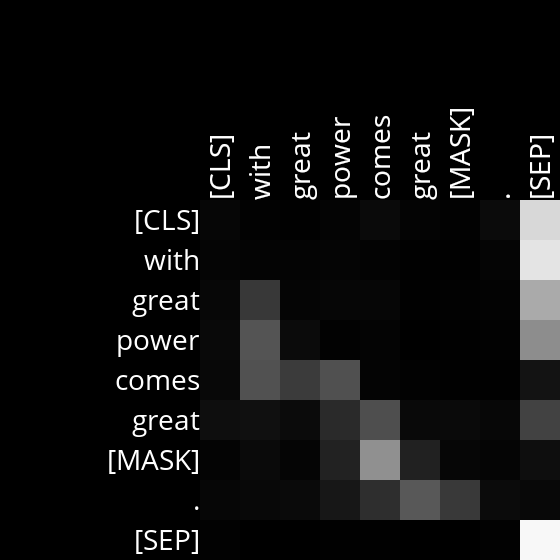 [CLS] with great power comes great [MASK] . [SEP]
[CLS]
with
great
power
comes
great
[MASK]
.
[SEP]